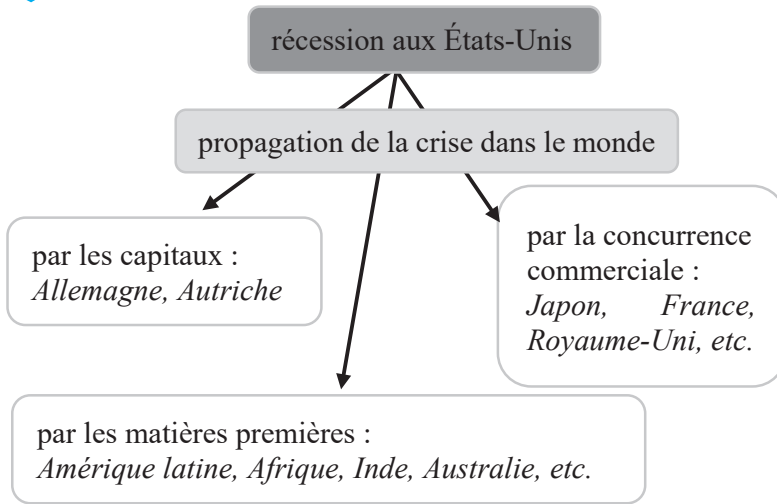 récession aux États-Unis
propagation de la crise dans le monde
par les capitaux :
Allemagne, Autriche
par la concurrence
commerciale :
Japon, France,
Royaume-Uni, etc.
par les matières premières :
Amérique latine, Afrique, Inde, Australie, etc.